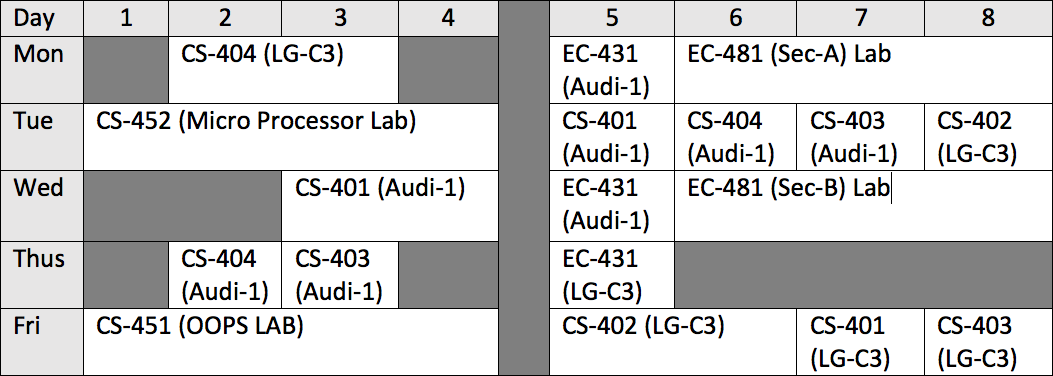 Day 1 2 3 4 5 6 7 8
Mon CS-404 (LG-C3) EC-431 EC-481 (Sec-A) Lab
(Audi-1)
Tue CS-452 (Micro Processor Lab) CS-401 CS-404 CS-403 CS-402
(Audi-1) (Audi-1) (Audi-1) (LG-C3)
Wed CS-401 (Audi-1) EC-431 EC-481 (Sec-B) Lab
(Audi-1)
Thus CS-404 CS-403 EC-431
(Audi-1) (Audi-1) (LG-C3)
Fri CS-451 (OOPS LAB) CS-402 (LG-C3) CS-401 CS-403
(LG-C3) (LG-C3)